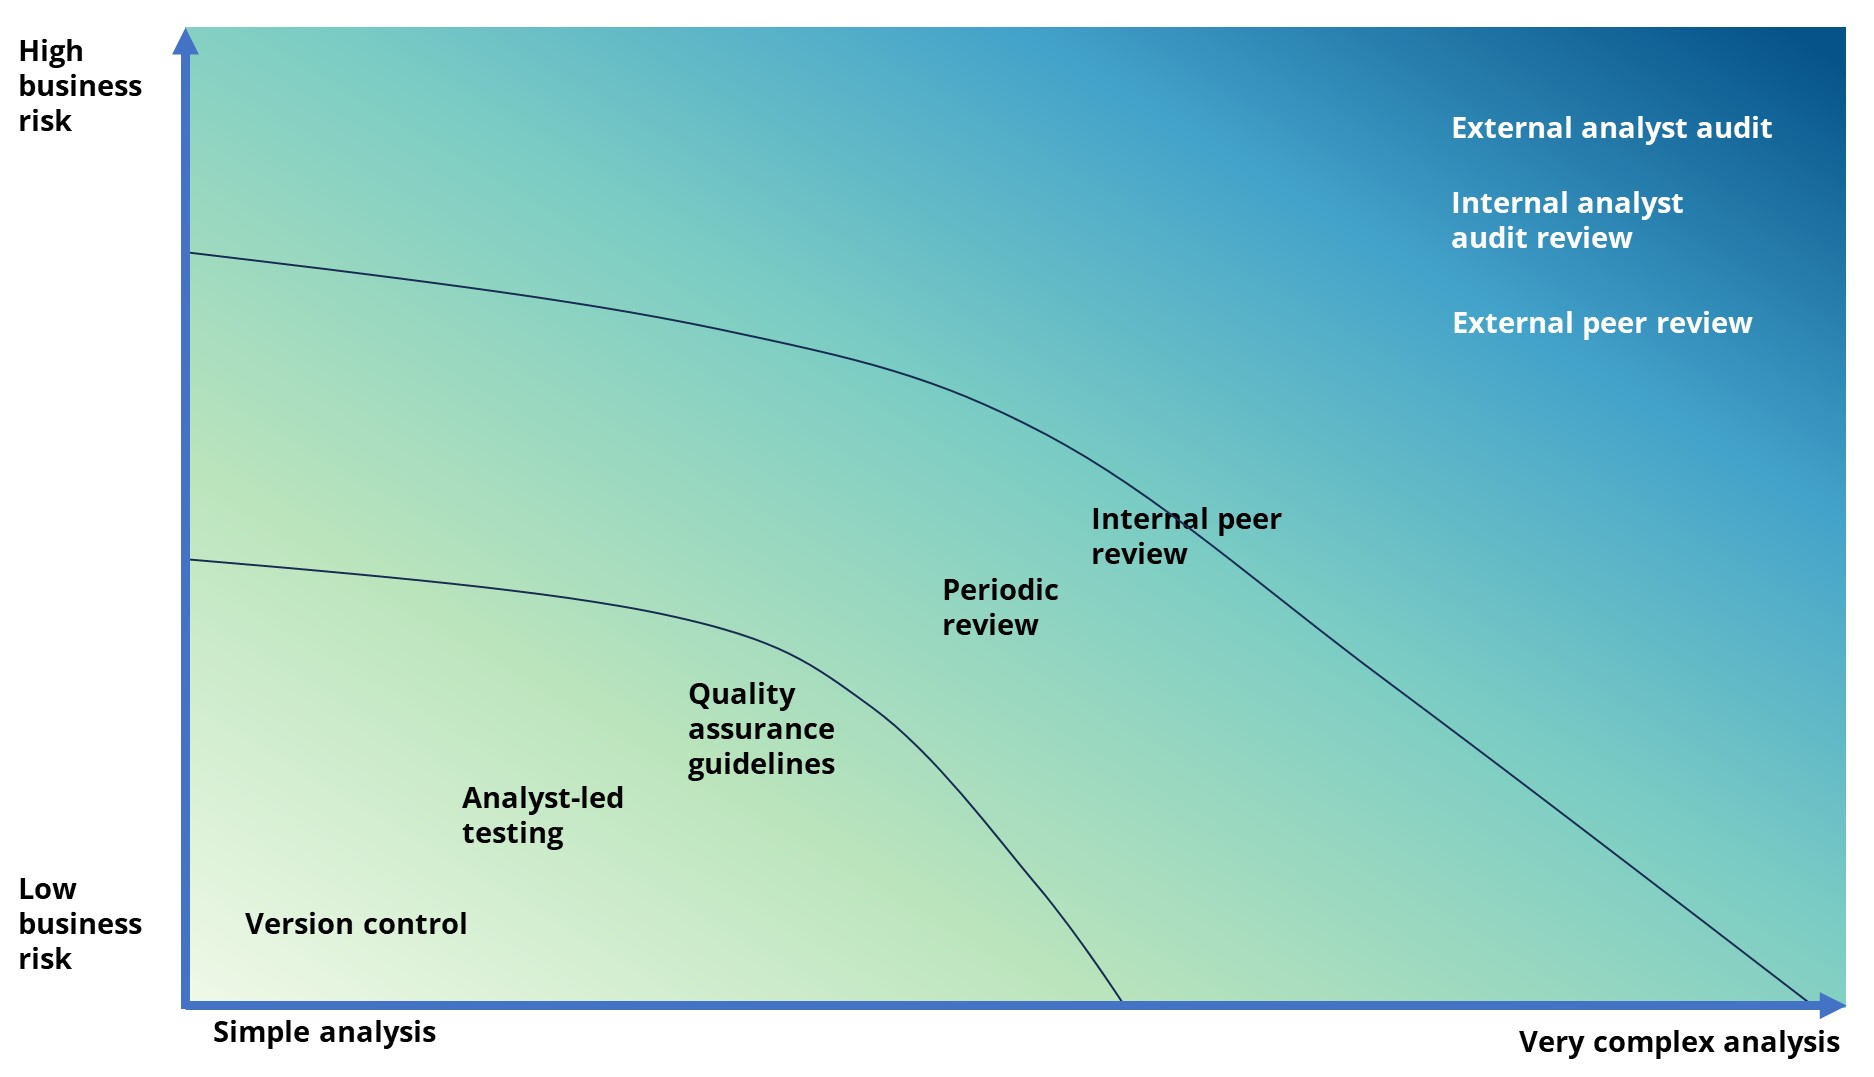 High
business
risk
External analyst audit
Internal analyst
audit review
External peer review
Internal peer
review
Periodic
review
Quality
assurance
guidelines
Analyst-led
testing
Version control
Low
business
risk
Simple analysis
Very complex analysis